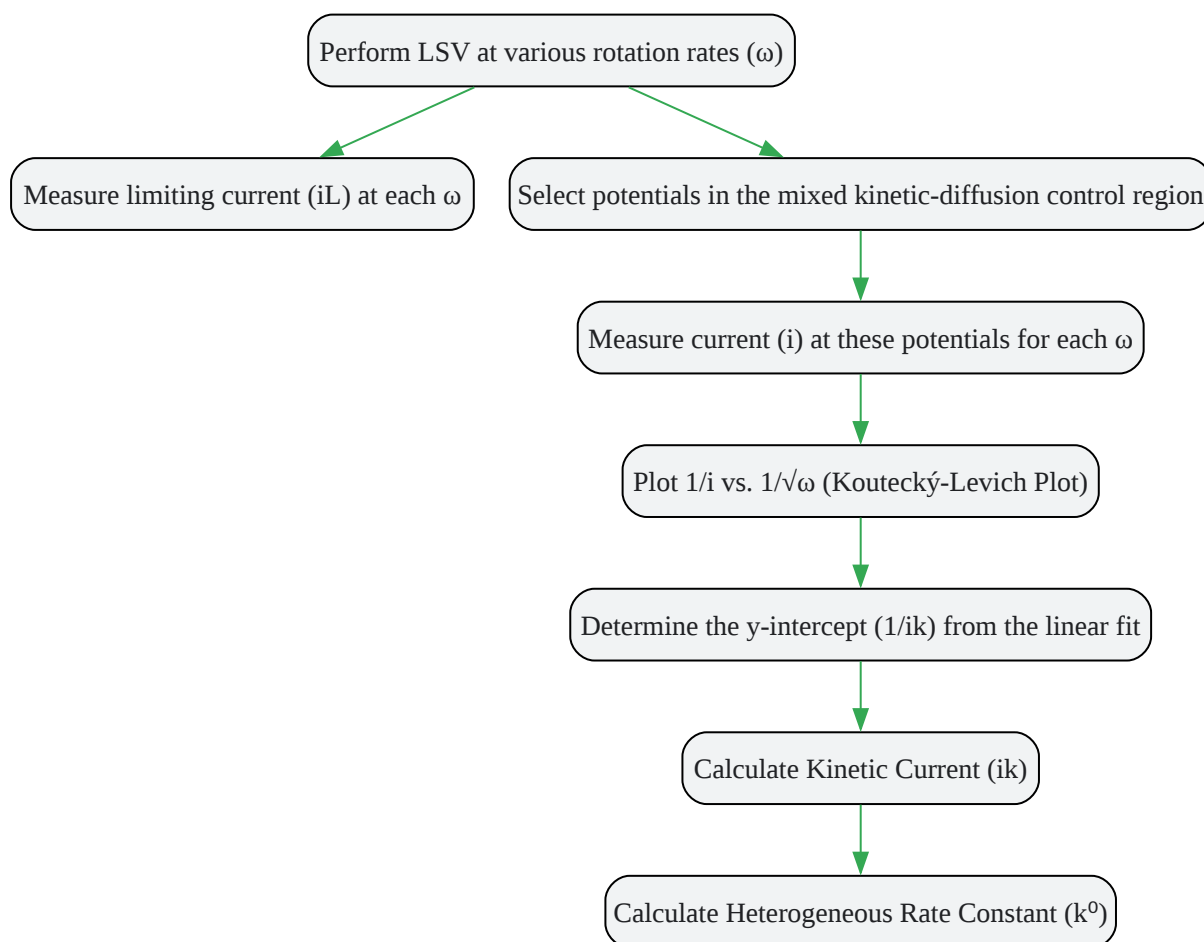 Perform LSV at various rotation rates (ω)
Measure limiting current (iL) at each ω
Select potentials in the mixed kinetic-diffusion control region
Measure current (i) at these potentials for each ω
Plot 1/i vs. 1/√ω (Koutecký-Levich Plot)
Determine the y-intercept (1/ik) from the linear fit
Calculate Kinetic Current (ik)
Calculate Heterogeneous Rate Constant (k⁰)